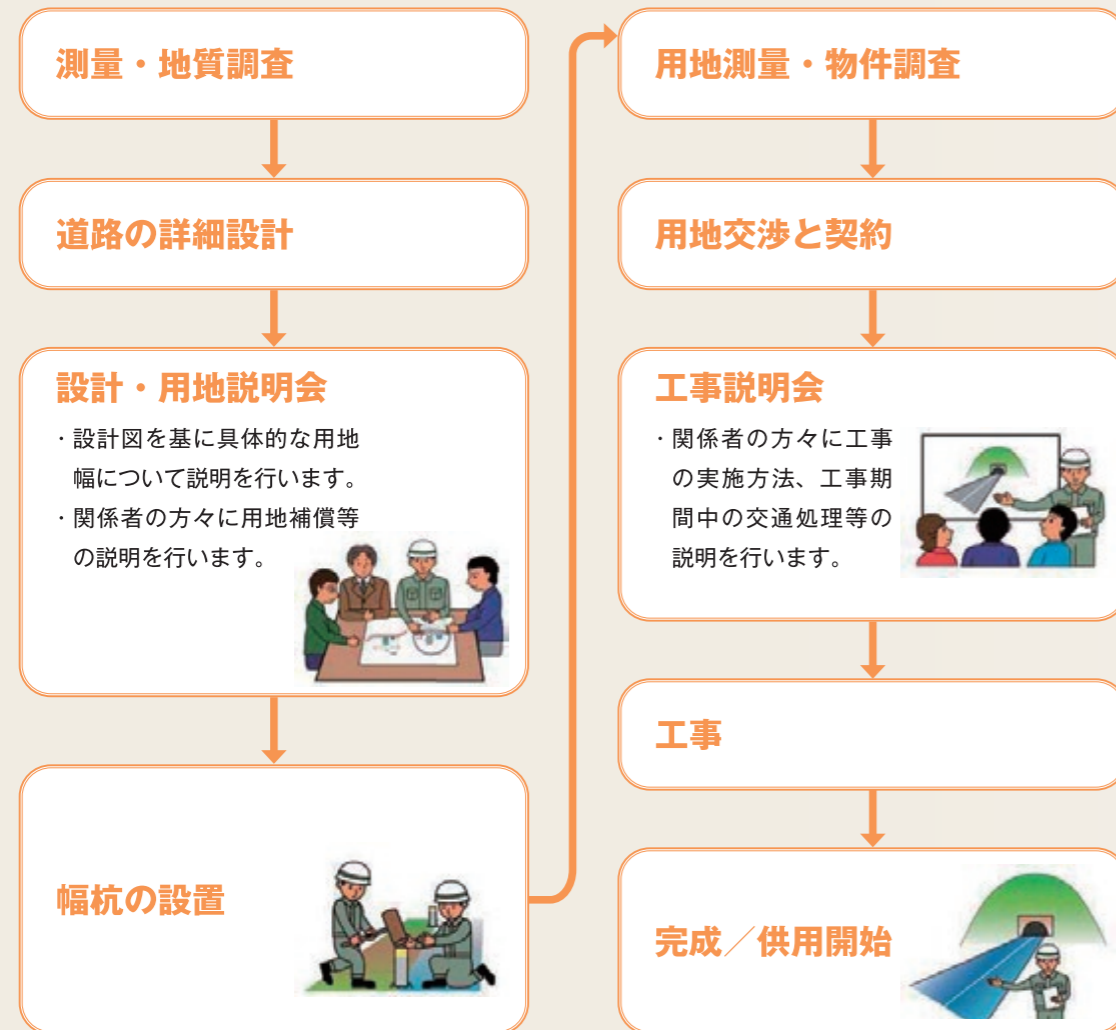 測量・地質調査
道路の詳細設計
設計・用地説明会
・設計図を基に具体的な用地
幅について説明を行います。
・関係者の方々に用地補償等
の説明を行います。
幅杭の設置
用地測量・物件調査
用地交渉と契約
工事説明会
・関係者の方々に工事
の実施方法、工事期
間中の交通処理等の
説明を行います。
工事
完成／供用開始